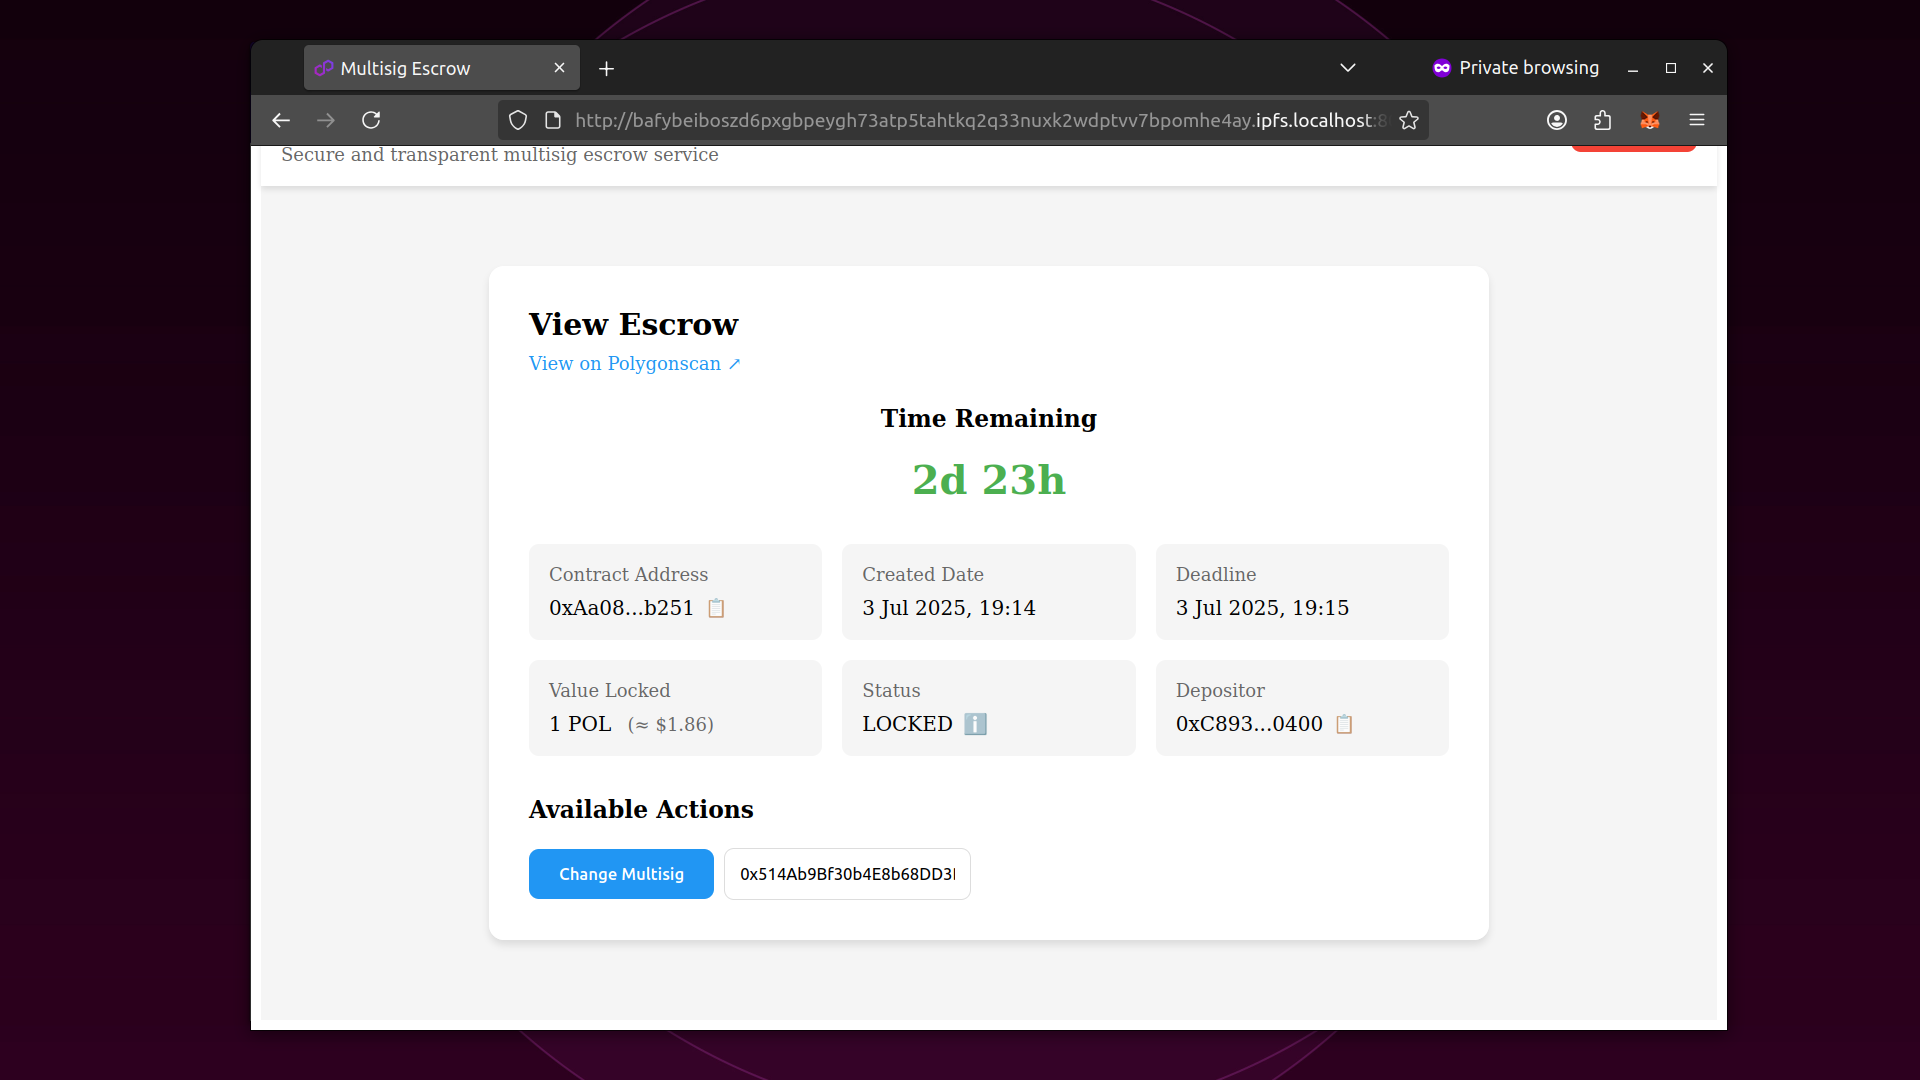 Multisig Escrow
Private browsing
http://bafybeiboszd6pxgbpeygh73atp5tahtkq2q33nuxk2wdptvv7bpomhe4ay.ipfs.localhost:8
Secure and transparent multisig escrow service
View Escrow
View on Polygonscan ↗
Time Remaining
2d 23h
Contract Address
0xAa08...b251
Created Date
3 Jul 2025, 19:14
Deadline
3 Jul 2025, 19:15
Value Locked
1 POL (≈ $1.86)
Status
LOCKED ℹ️
Depositor
0xC893...0400
Available Actions
Change Multisig
0x514Ab9Bf30b4E8b68DD3